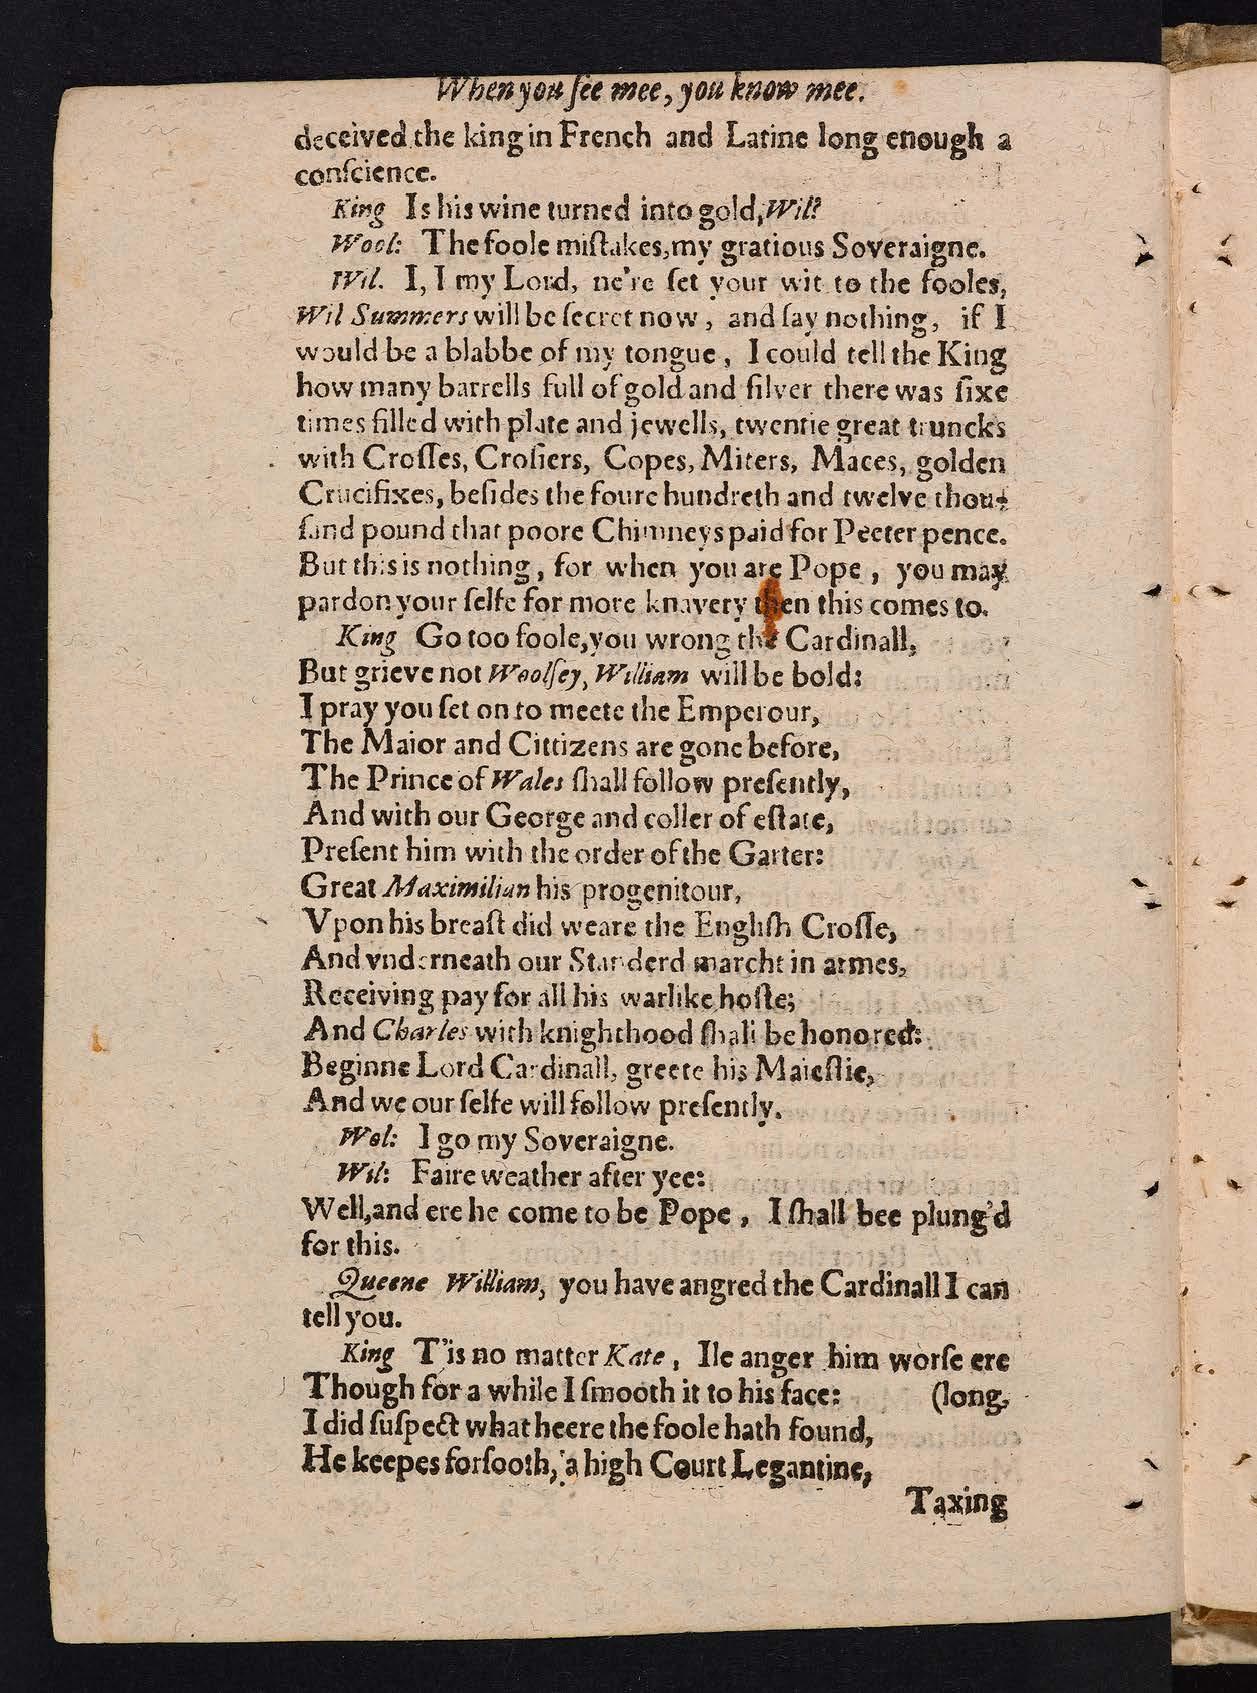 When you ſee mee, you know mee.
deceived the king in French and Latine long enough a
conſcience.
King Is his wine turned into gold, Wil?
Wool: The foole miſtakes, my gratious Soveraigne.
Wil. I, I my Lord, ne're ſet your wit to the fooles,
Wil Summers will be ſecret now, and ſay nothing, if I
would be a blabbe of my tongue, I could tell the King
how many barrells full of gold and ſilver there was ſixe
times filled with plate and jewells, twentie great truncks
with Croſſes, Croſiers, Copes, Miters, Maces, golden
Crucifixes, beſides the foure hundreth and twelve thou-
ſand pound that poore Chimneys paid for Peeter pence.
But this is nothing, for when you are Pope, you may
pardon your ſelfe for more knavery then this comes to.
King Go too foole, you wrong the Cardinall,
But grieve not Woolſey, William will be bold:
I pray you ſet on to meete the Emperour,
The Maior and Cittizens are gone before,
The Prince of Wales ſhall follow preſently,
And with our George and coller of eſtate,
Preſent him with the order of the Garter:
Great Maximilian his progenitour,
Vpon his breaſt did weare the Engliſh Croſſe,
And vnderneath our Standerd marcht in armes,
Receiving pay for all his warlike hoſte;
And Charles with knighthood ſhall be honored:
Beginne Lord Cardinall, greete his Maieſtie,
And we our ſelfe will follow preſently.
Wol: I go my Soveraigne.
Wil: Faire weather after yee:
Well, and ere he come to be Pope, I ſhall bee plung'd
for this.
Queene William, you have angred the Cardinall I can
tell you.
King T'is no matter Kate, Ile anger him worſe ere
Though for a while I ſmooth it to his face: (long,
I did ſuſpect what heere the foole hath found,
He keepes forſooth, a high Court Legantine,
Taxing